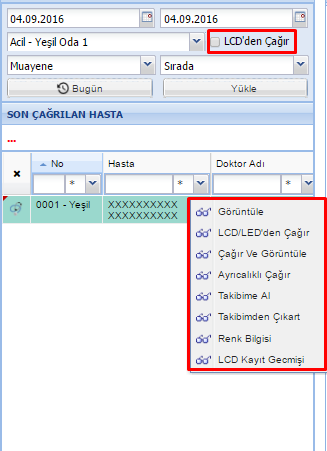 04.09.2016 04.09.2016
Acil - Yeşil Oda 1 LCD'den Çağır
Muayene Sırada
Bugün Yükle
SON ÇAĞRILAN HASTA
...
No Hasta Doktor Adı
* * *
0001 - Yeşil XXXXXXXXXX
XXXXXXXXXX
Görüntüle
LCD/LED'den Çağır
Çağır Ve Görüntüle
Ayrıcalıklı Çağır
Takibime Al
Takibimden Çıkart
Renk Bilgisi
LCD Kayıt Gecmişi